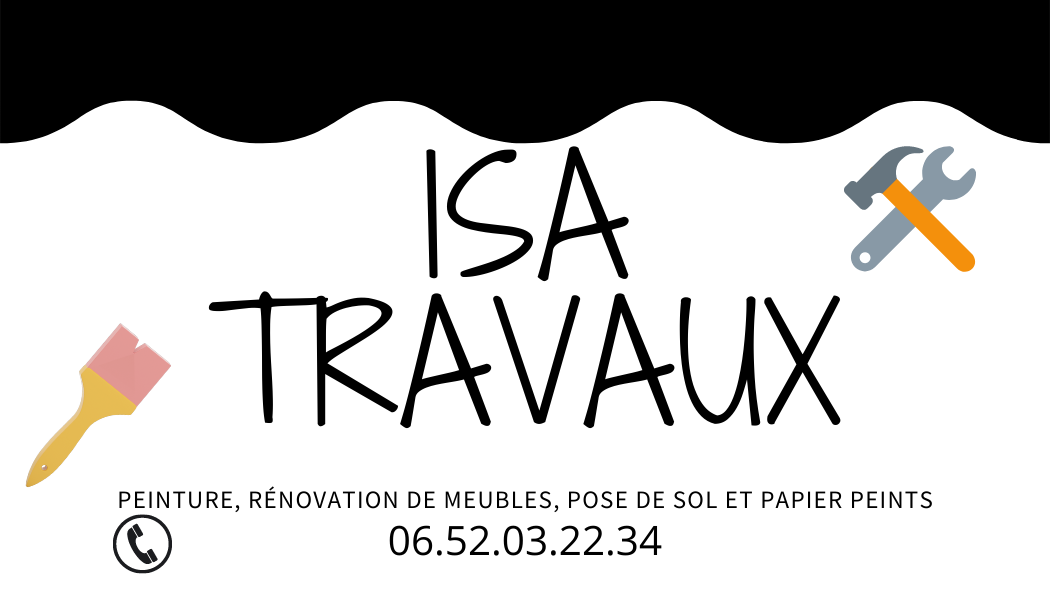 ISA
TRAVAUX
PEINTURE, RÉNOVATION DE MEUBLES, POSE DE SOL ET PAPIER PEINTS
06.52.03.22.34